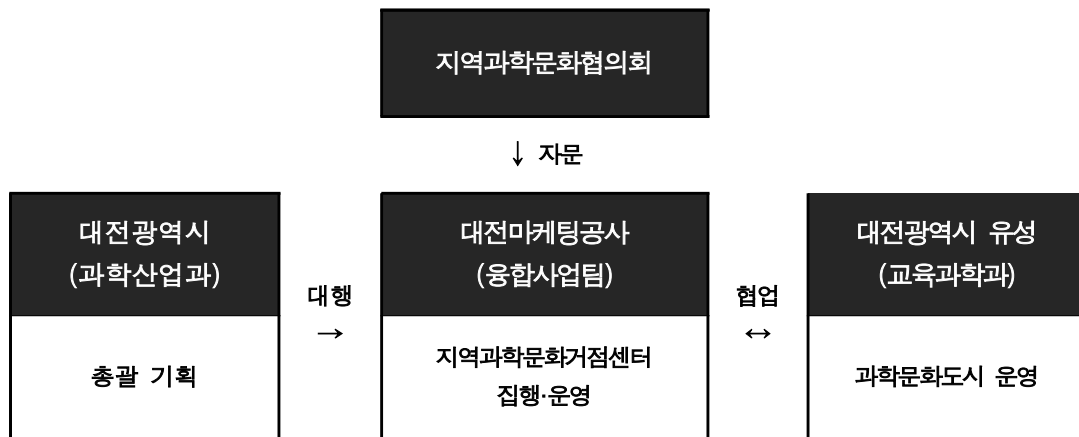 지역과학문화협의회
↓ 자문
대전광역시
(과학산업과)
총괄 기획
대행
→
대전마케팅공사
(융합사업팀)
지역과학문화거점센터
집행·운영
협업
↔
대전광역시 유성
(교육과학과)
과학문화도시 운영